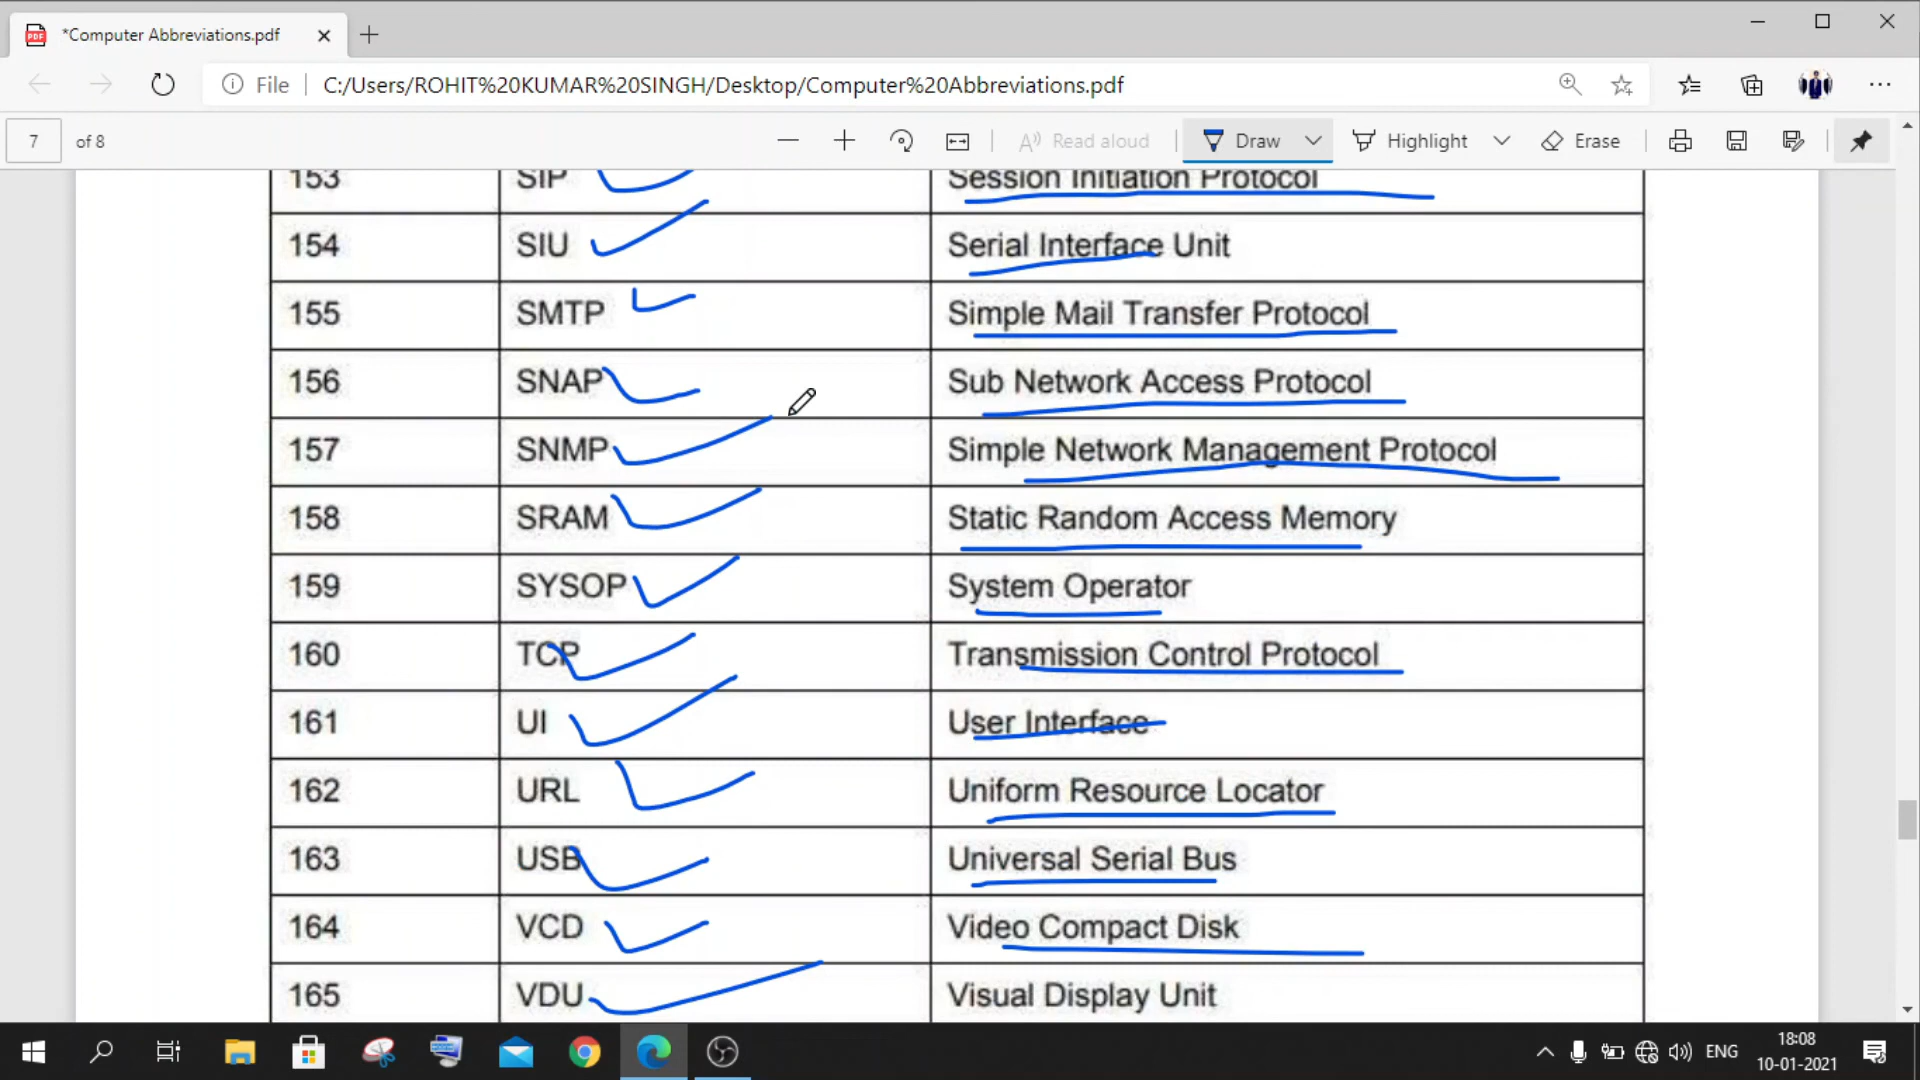 *Computer Abbreviations.pdf
File C:/Users/ROHIT%20KUMAR%20SINGH/Desktop/Computer%20Abbreviations.pdf
7 of 8 Read aloud Draw Highlight Erase
153 SIP Session Initiation Protocol
154 SIU Serial Interface Unit
155 SMTP Simple Mail Transfer Protocol
156 SNAP Sub Network Access Protocol
157 SNMP Simple Network Management Protocol
158 SRAM Static Random Access Memory
159 SYSOP System Operator
160 TCP Transmission Control Protocol
161 UI User Interface
162 URL Uniform Resource Locator
163 USB Universal Serial Bus
164 VCD Video Compact Disk
165 VDU Visual Display Unit
ENG 18:08
10-01-2021